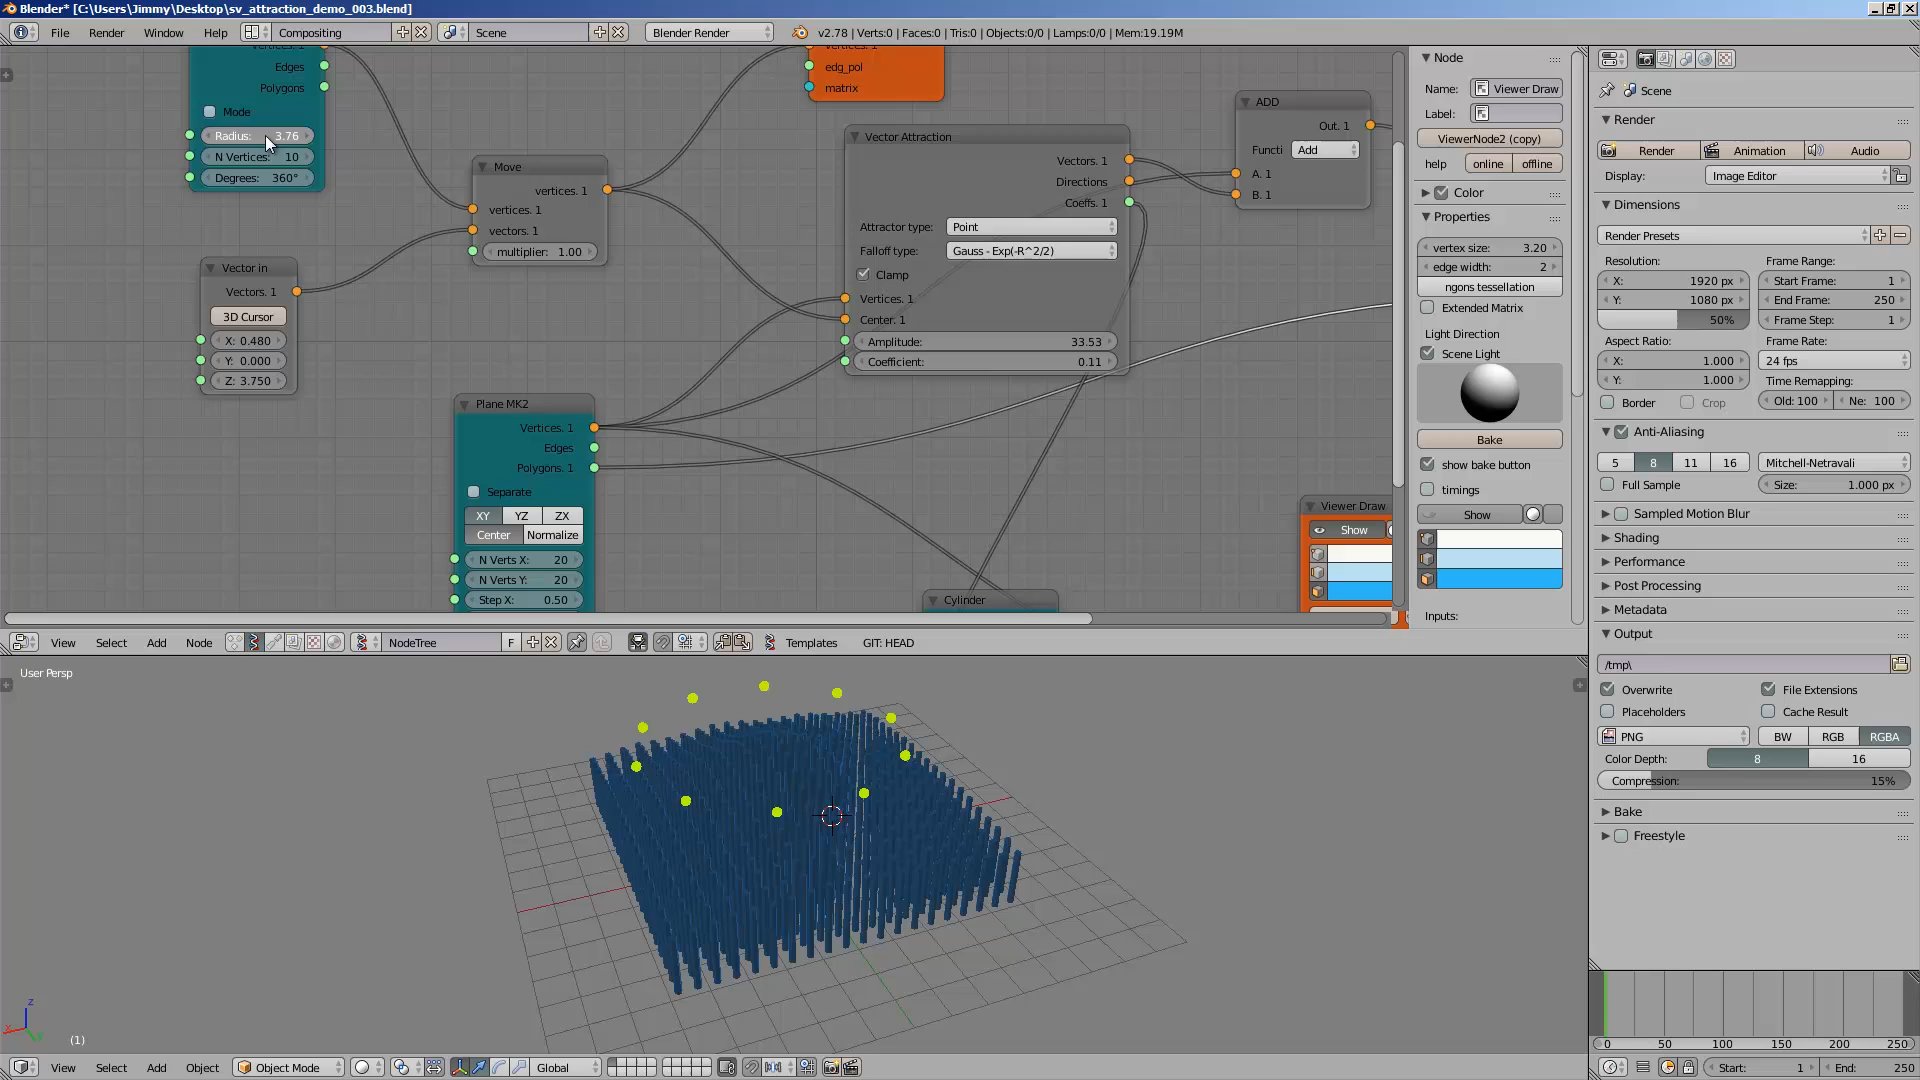 Blender* [C:\Users\Jimmy\Desktop\sv_attraction_demo_003.blend]
File Render Window Help Compositing Scene Blender Render v2.78 | Verts:0 | Faces:0 | Tris:0 | Objects:0/0 | Lamps:0/0 | Mem:19.19M
Vertices. 1
Edges
Polygons
Mode
Radius: 3.76
N Vertices: 10
Degrees: 360°
Vertices. 1
edg_pol
matrix
Move
vertices. 1
vertices. 1
vectors. 1
multiplier: 1.00
Vector in
Vectors. 1
3D Cursor
X: 0.480
Y: 0.000
Z: 3.750
Vector Attraction
Vectors. 1
Directions
Coeffs. 1
Attractor type: Point
Falloff type: Gauss - Exp(-R^2/2)
Clamp
Vertices. 1
Center. 1
Amplitude: 33.53
Coefficient: 0.11
ADD
Out. 1
Functi Add
A. 1
B. 1
Plane MK2
Vertices. 1
Edges
Polygons. 1
Separate
XY YZ ZX
Center Normalize
N Verts X: 20
N Verts Y: 20
Step X: 0.50
Cylinder
Viewer Draw
Show
Node
Name: Viewer Draw
Label:
ViewerNode2 (copy)
help online offline
Color
Properties
vertex size: 3.20
edge width: 2
ngons tessellation
Extended Matrix
Light Direction
Scene Light
Bake
show bake button
timings
Show
Inputs:
Scene
Render
Render Animation Audio
Display: Image Editor
Dimensions
Render Presets
Resolution: Frame Range:
X: 1920 px Start Frame: 1
Y: 1080 px End Frame: 250
50% Frame Step: 1
Aspect Ratio: Frame Rate:
X: 1.000 24 fps
Y: 1.000 Time Remapping:
Border Crop Old: 100 Ne: 100
Anti-Aliasing
5 8 11 16 Mitchell-Netravali
Full Sample Size: 1.000 px
Sampled Motion Blur
Shading
Performance
Post Processing
Metadata
Output
/tmp\
Overwrite File Extensions
Placeholders Cache Result
PNG BW RGB RGBA
Color Depth: 8 16
Compression: 15%
Bake
Freestyle
View Select Add Node NodeTree F Templates GIT: HEAD
User Persp
z
x
y
(1)
View Select Add Object Object Mode Global
0 50 100 150 200 250
Start: 1 End: 250